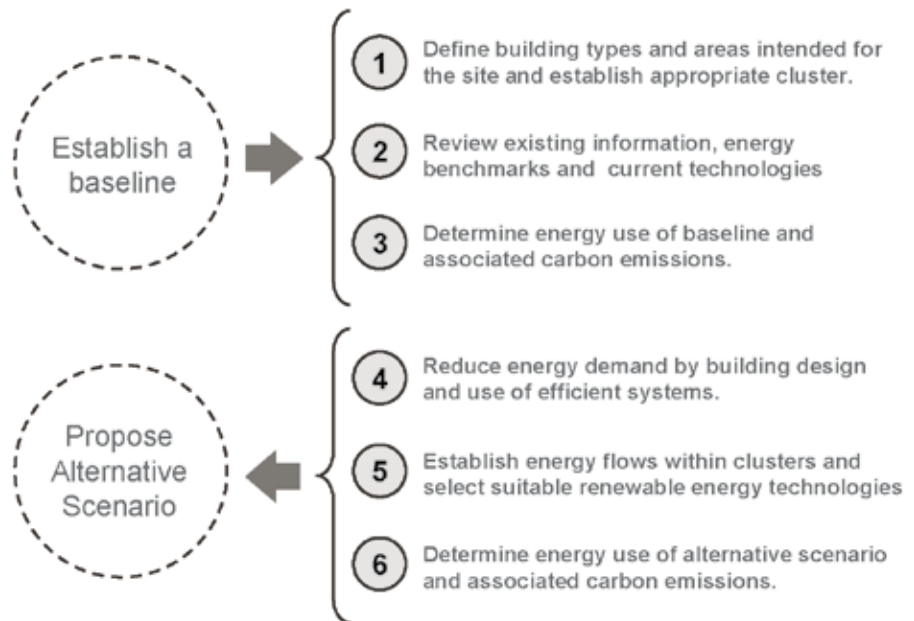 Establish a
baseline
1
Define building types and areas intended for
the site and establish appropriate cluster.
2
Review existing information, energy
benchmarks and current technologies
3
Determine energy use of baseline and
associated carbon emissions.
Propose
Alternative
Scenario
4
Reduce energy demand by building design
and use of efficient systems.
5
Establish energy flows within clusters and
select suitable renewable energy technologies
6
Determine energy use of alternative scenario
and associated carbon emissions.